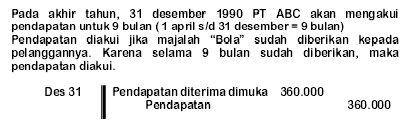 Pada akhir tahun, 31 desember 1990 PT ABC akan mengakui
pendapatan untuk 9 bulan ( 1 april s/d 31 desember = 9 bulan)
Pendapatan diakui jika majalah “Bola” sudah diberikan kepada
pelanggannya. Karena selama 9 bulan sudah diberikan, maka
pendapatan diakui.
Des 31 Pendapatan diterima dimuka 360.000
Pendapatan 360.000